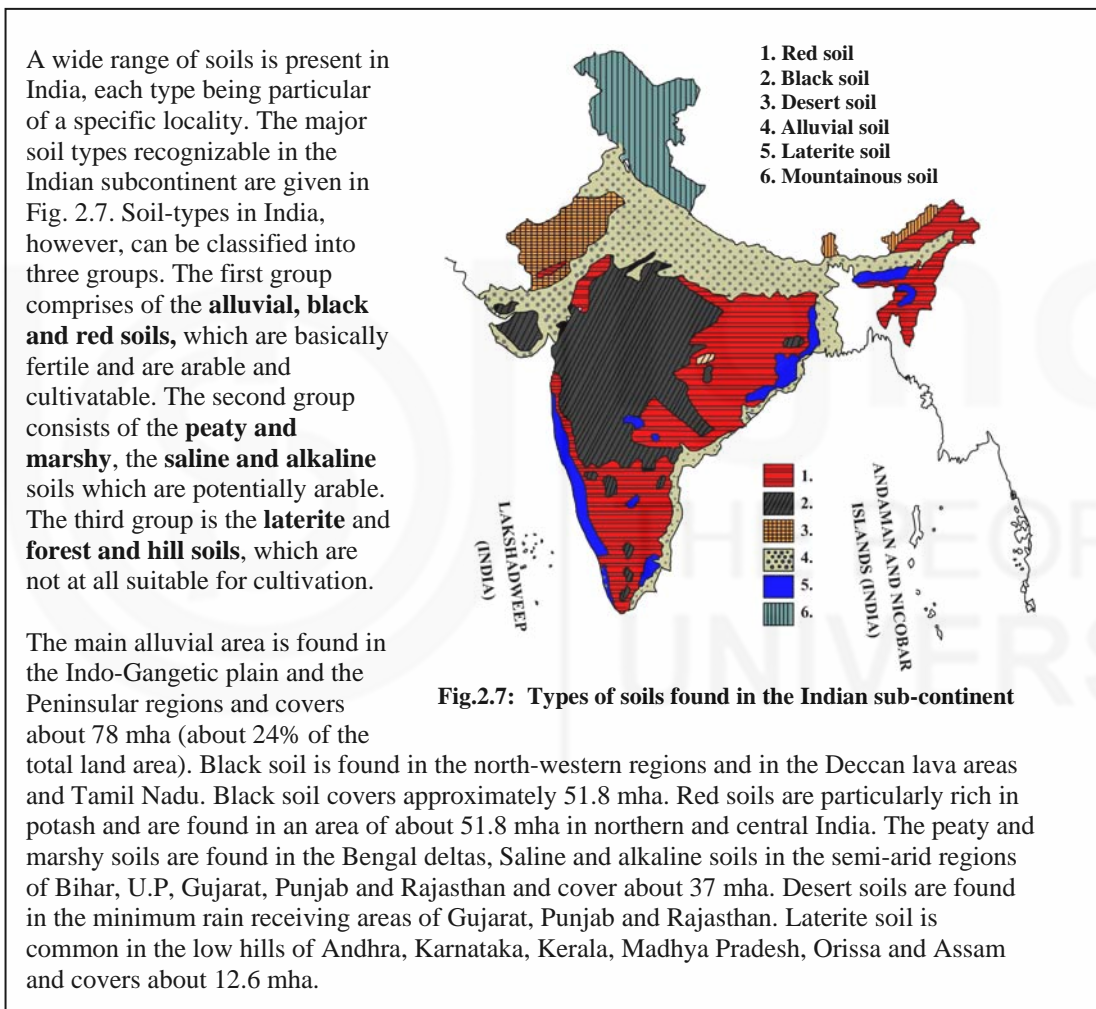 A wide range of soils is present in
India, each type being particular
of a specific locality. The major
soil types recognizable in the
Indian subcontinent are given in
Fig. 2.7. Soil-types in India,
however, can be classified into
three groups. The first group
comprises of the alluvial, black
and red soils, which are basically
fertile and are arable and
cultivatable. The second group
consists of the peaty and
marshy, the saline and alkaline
soils which are potentially arable.
The third group is the laterite and
forest and hill soils, which are
not at all suitable for cultivation.
1. Red soil
2. Black soil
3. Desert soil
4. Alluvial soil
5. Laterite soil
6. Mountainous soil
1.
2.
3.
4.
5.
6.
LAKSHADWEEP
(INDIA)
ANDAMAN AND NICOBAR
ISLANDS (INDIA)
Fig.2.7: Types of soils found in the Indian sub-continent
The main alluvial area is found in
the Indo-Gangetic plain and the
Peninsular regions and covers
about 78 mha (about 24% of the
total land area). Black soil is found in the north-western regions and in the Deccan lava areas
and Tamil Nadu. Black soil covers approximately 51.8 mha. Red soils are particularly rich in
potash and are found in an area of about 51.8 mha in northern and central India. The peaty and
marshy soils are found in the Bengal deltas, Saline and alkaline soils in the semi-arid regions
of Bihar, U.P, Gujarat, Punjab and Rajasthan and cover about 37 mha. Desert soils are found
in the minimum rain receiving areas of Gujarat, Punjab and Rajasthan. Laterite soil is
common in the low hills of Andhra, Karnataka, Kerala, Madhya Pradesh, Orissa and Assam
and covers about 12.6 mha.